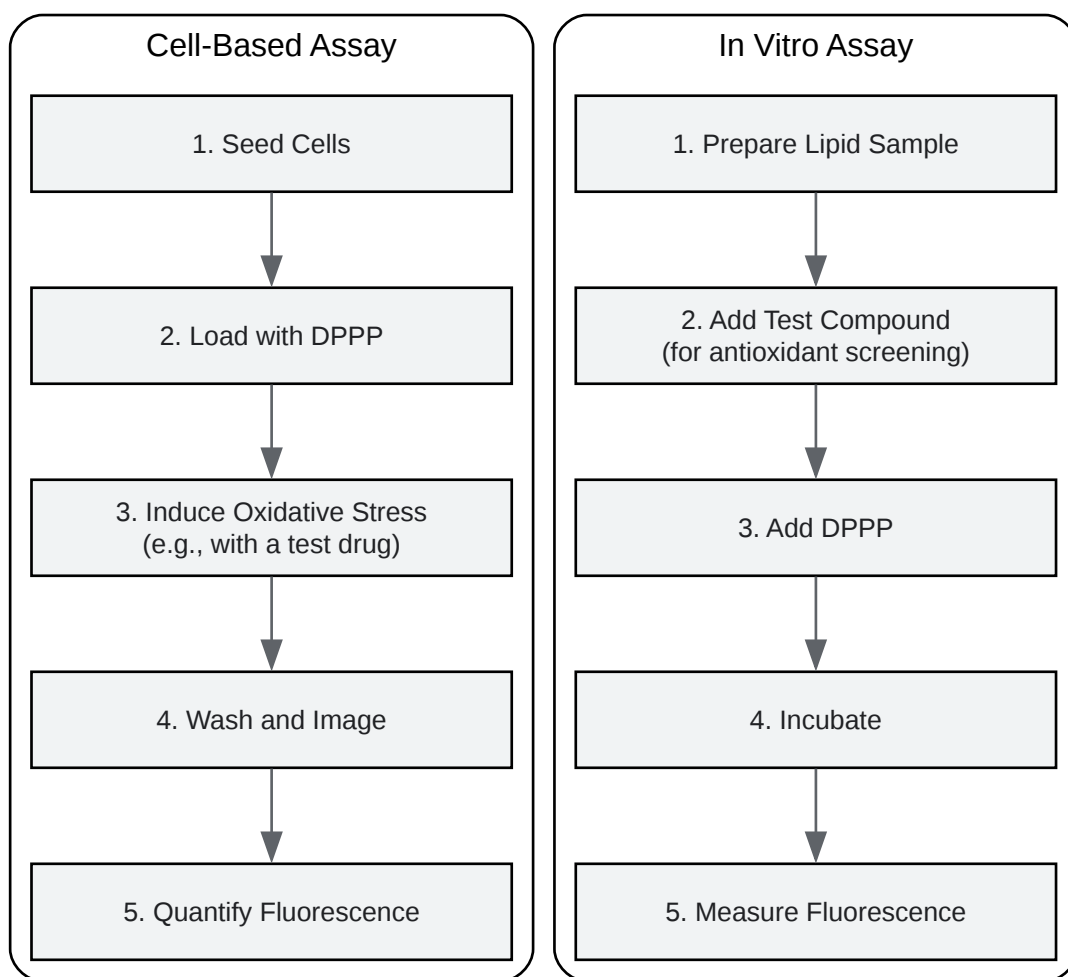 Cell-Based Assay
1. Seed Cells
2. Load with DPPP
3. Induce Oxidative Stress
(e.g., with a test drug)
4. Wash and Image
5. Quantify Fluorescence
In Vitro Assay
1. Prepare Lipid Sample
2. Add Test Compound
(for antioxidant screening)
3. Add DPPP
4. Incubate
5. Measure Fluorescence